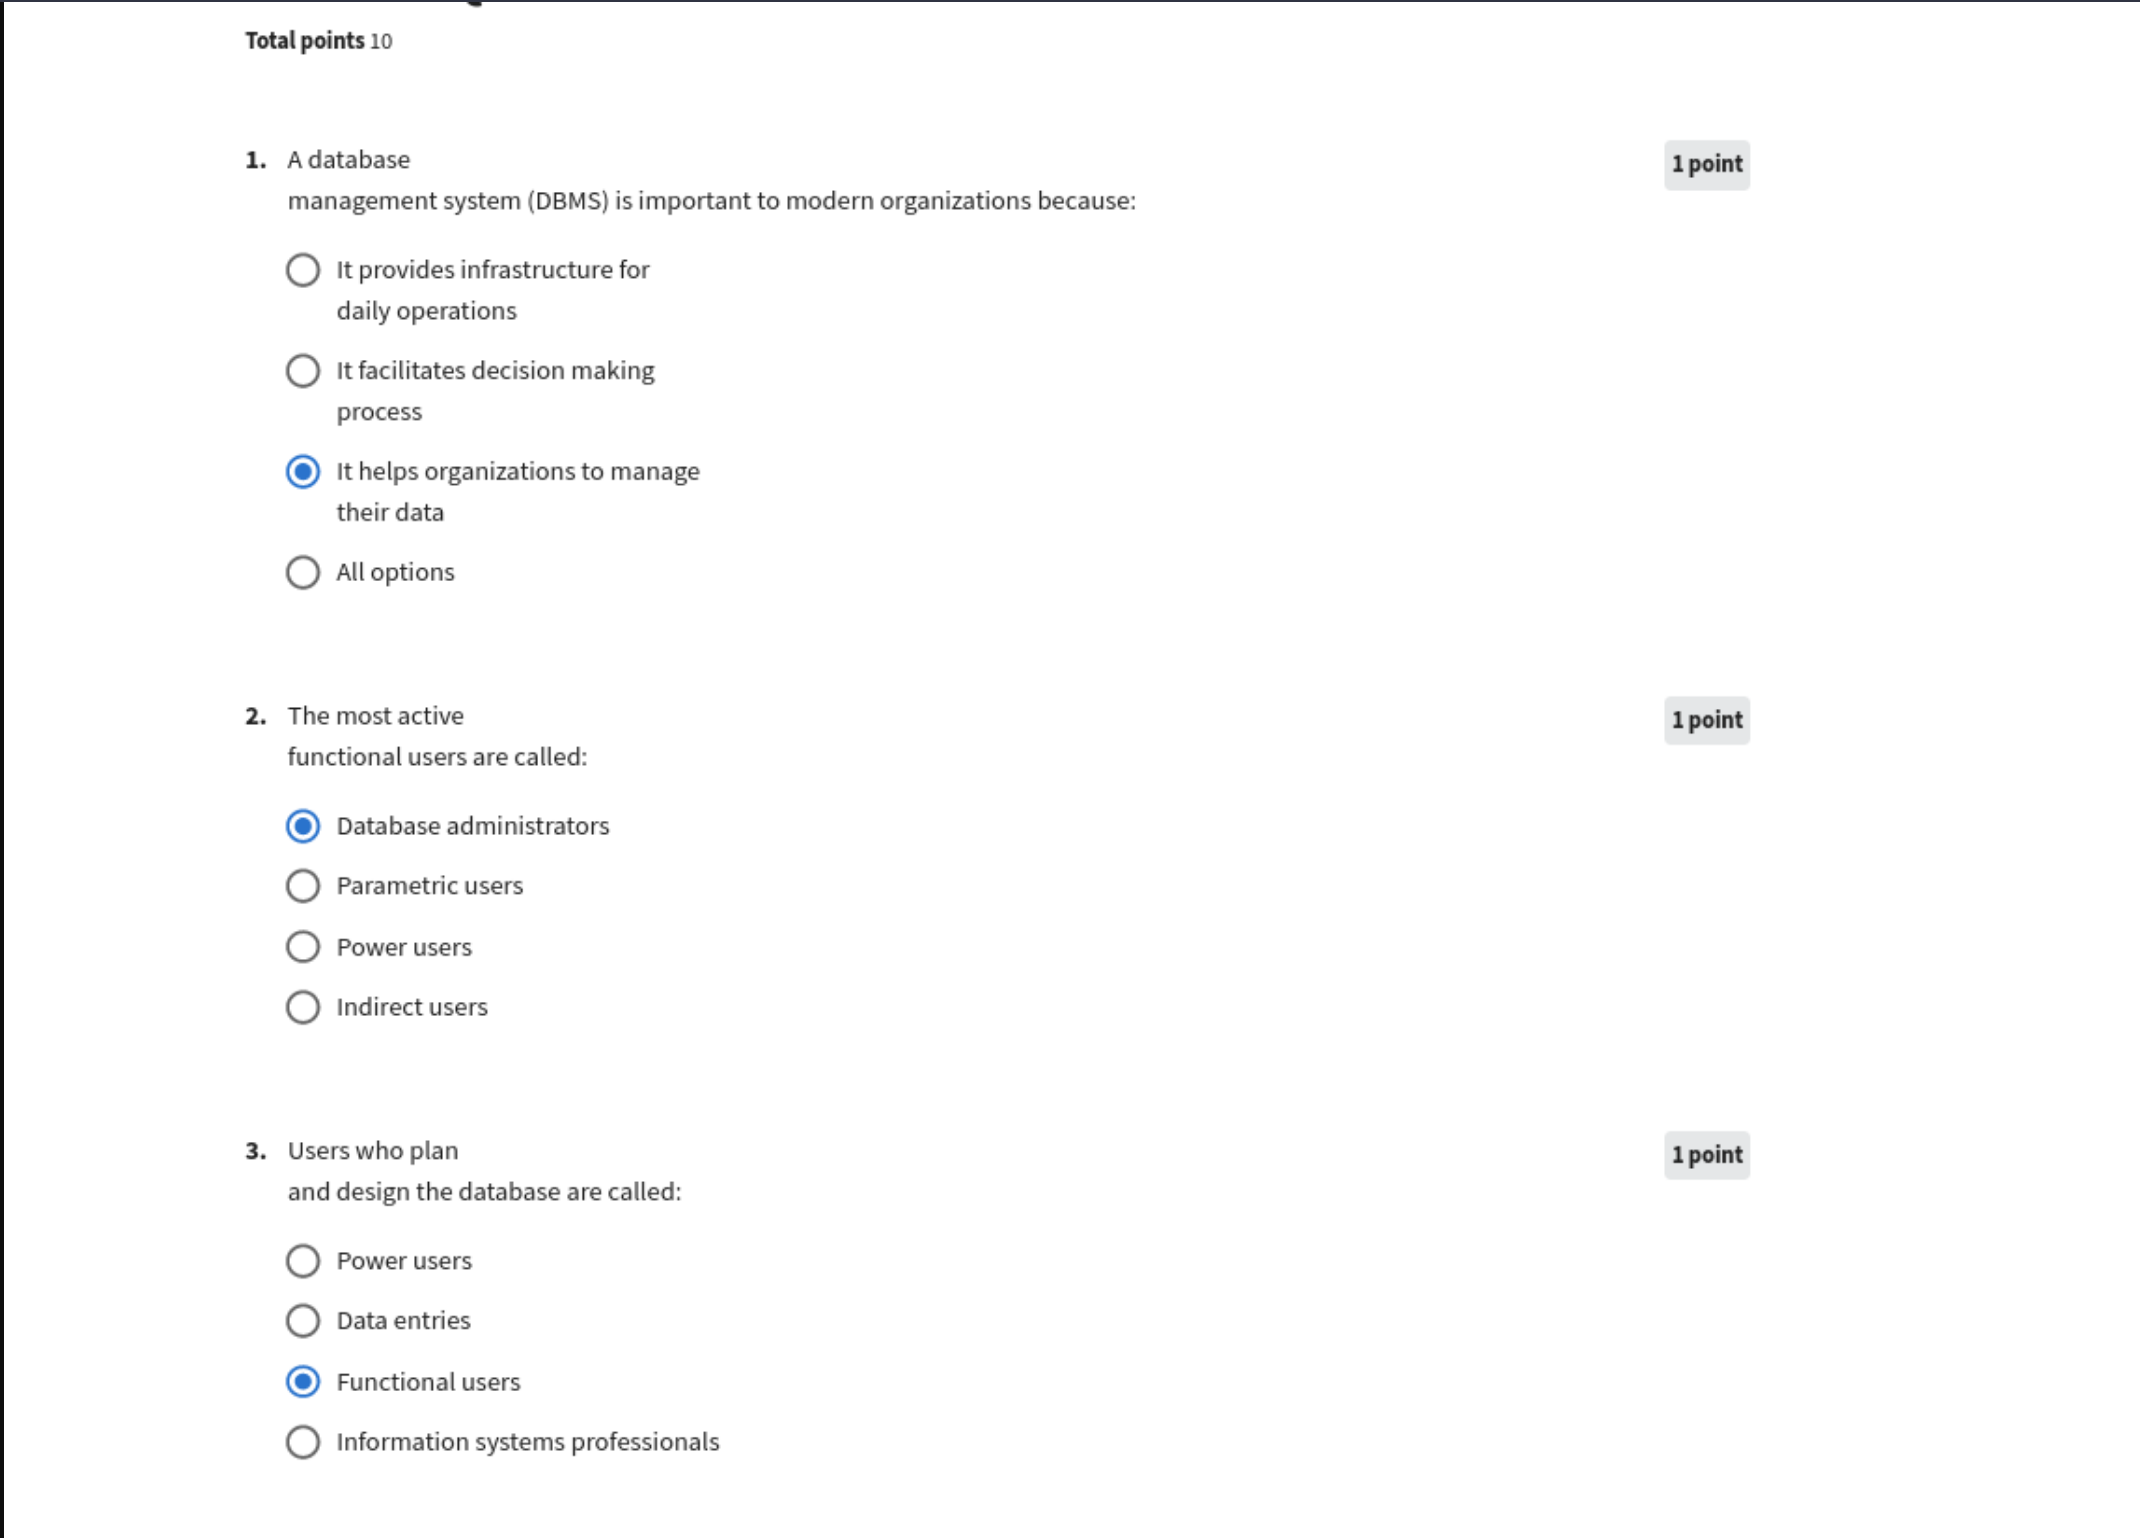 Total points 10
1. A database 1 point
management system (DBMS) is important to modern organizations because:
It provides infrastructure for
daily operations
It facilitates decision making
process
It helps organizations to manage
their data
All options
2. The most active 1 point
functional users are called:
Database administrators
Parametric users
Power users
Indirect users
3. Users who plan 1 point
and design the database are called:
Power users
Data entries
Functional users
Information systems professionals